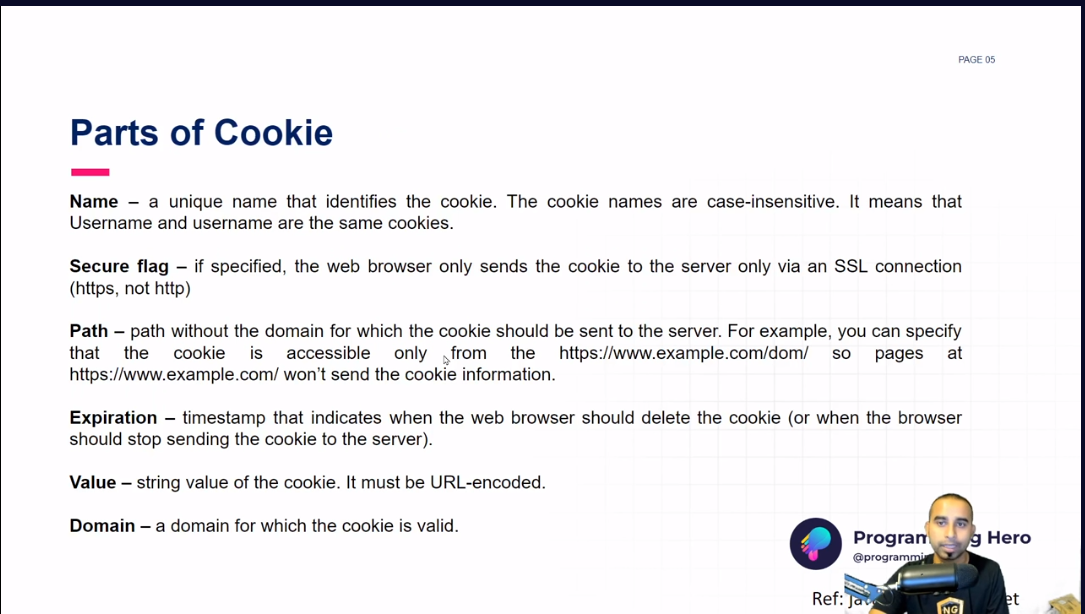 PAGE 05
Parts of Cookie
Name – a unique name that identifies the cookie. The cookie names are case-insensitive. It means that
Username and username are the same cookies.
Secure flag – if specified, the web browser only sends the cookie to the server only via an SSL connection
(https, not http)
Path – path without the domain for which the cookie should be sent to the server. For example, you can specify
that the cookie is accessible only from the https://www.example.com/dom/ so pages at
https://www.example.com/ won’t send the cookie information.
Expiration – timestamp that indicates when the web browser should delete the cookie (or when the browser
should stop sending the cookie to the server).
Value – string value of the cookie. It must be URL-encoded.
Domain – a domain for which the cookie is valid.
Hero
Ref:
NG